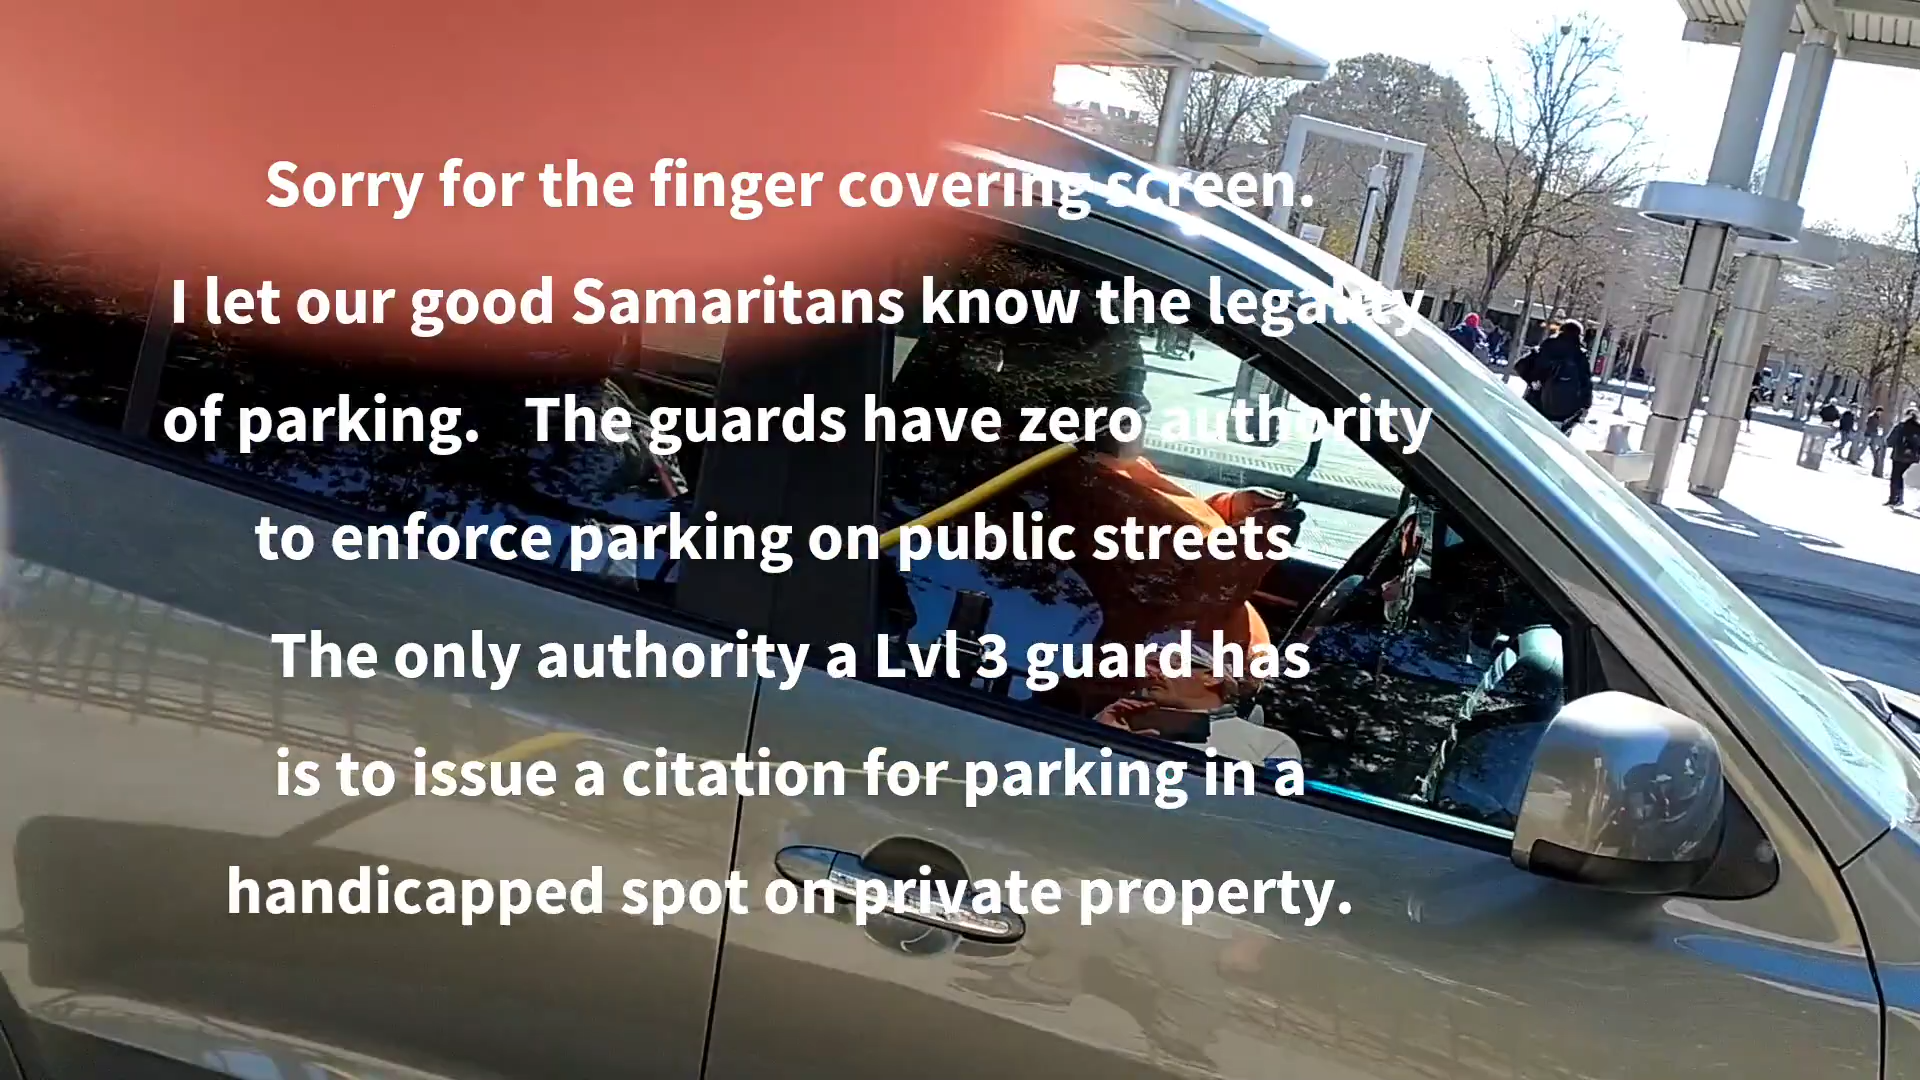 Sorry for the finger covering screen.
I let our good Samaritans know the legality
of parking. The guards have zero authority
to enforce parking on public streets.
The only authority a Lvl 3 guard has
is to issue a citation for parking in a
handicapped spot on private property.